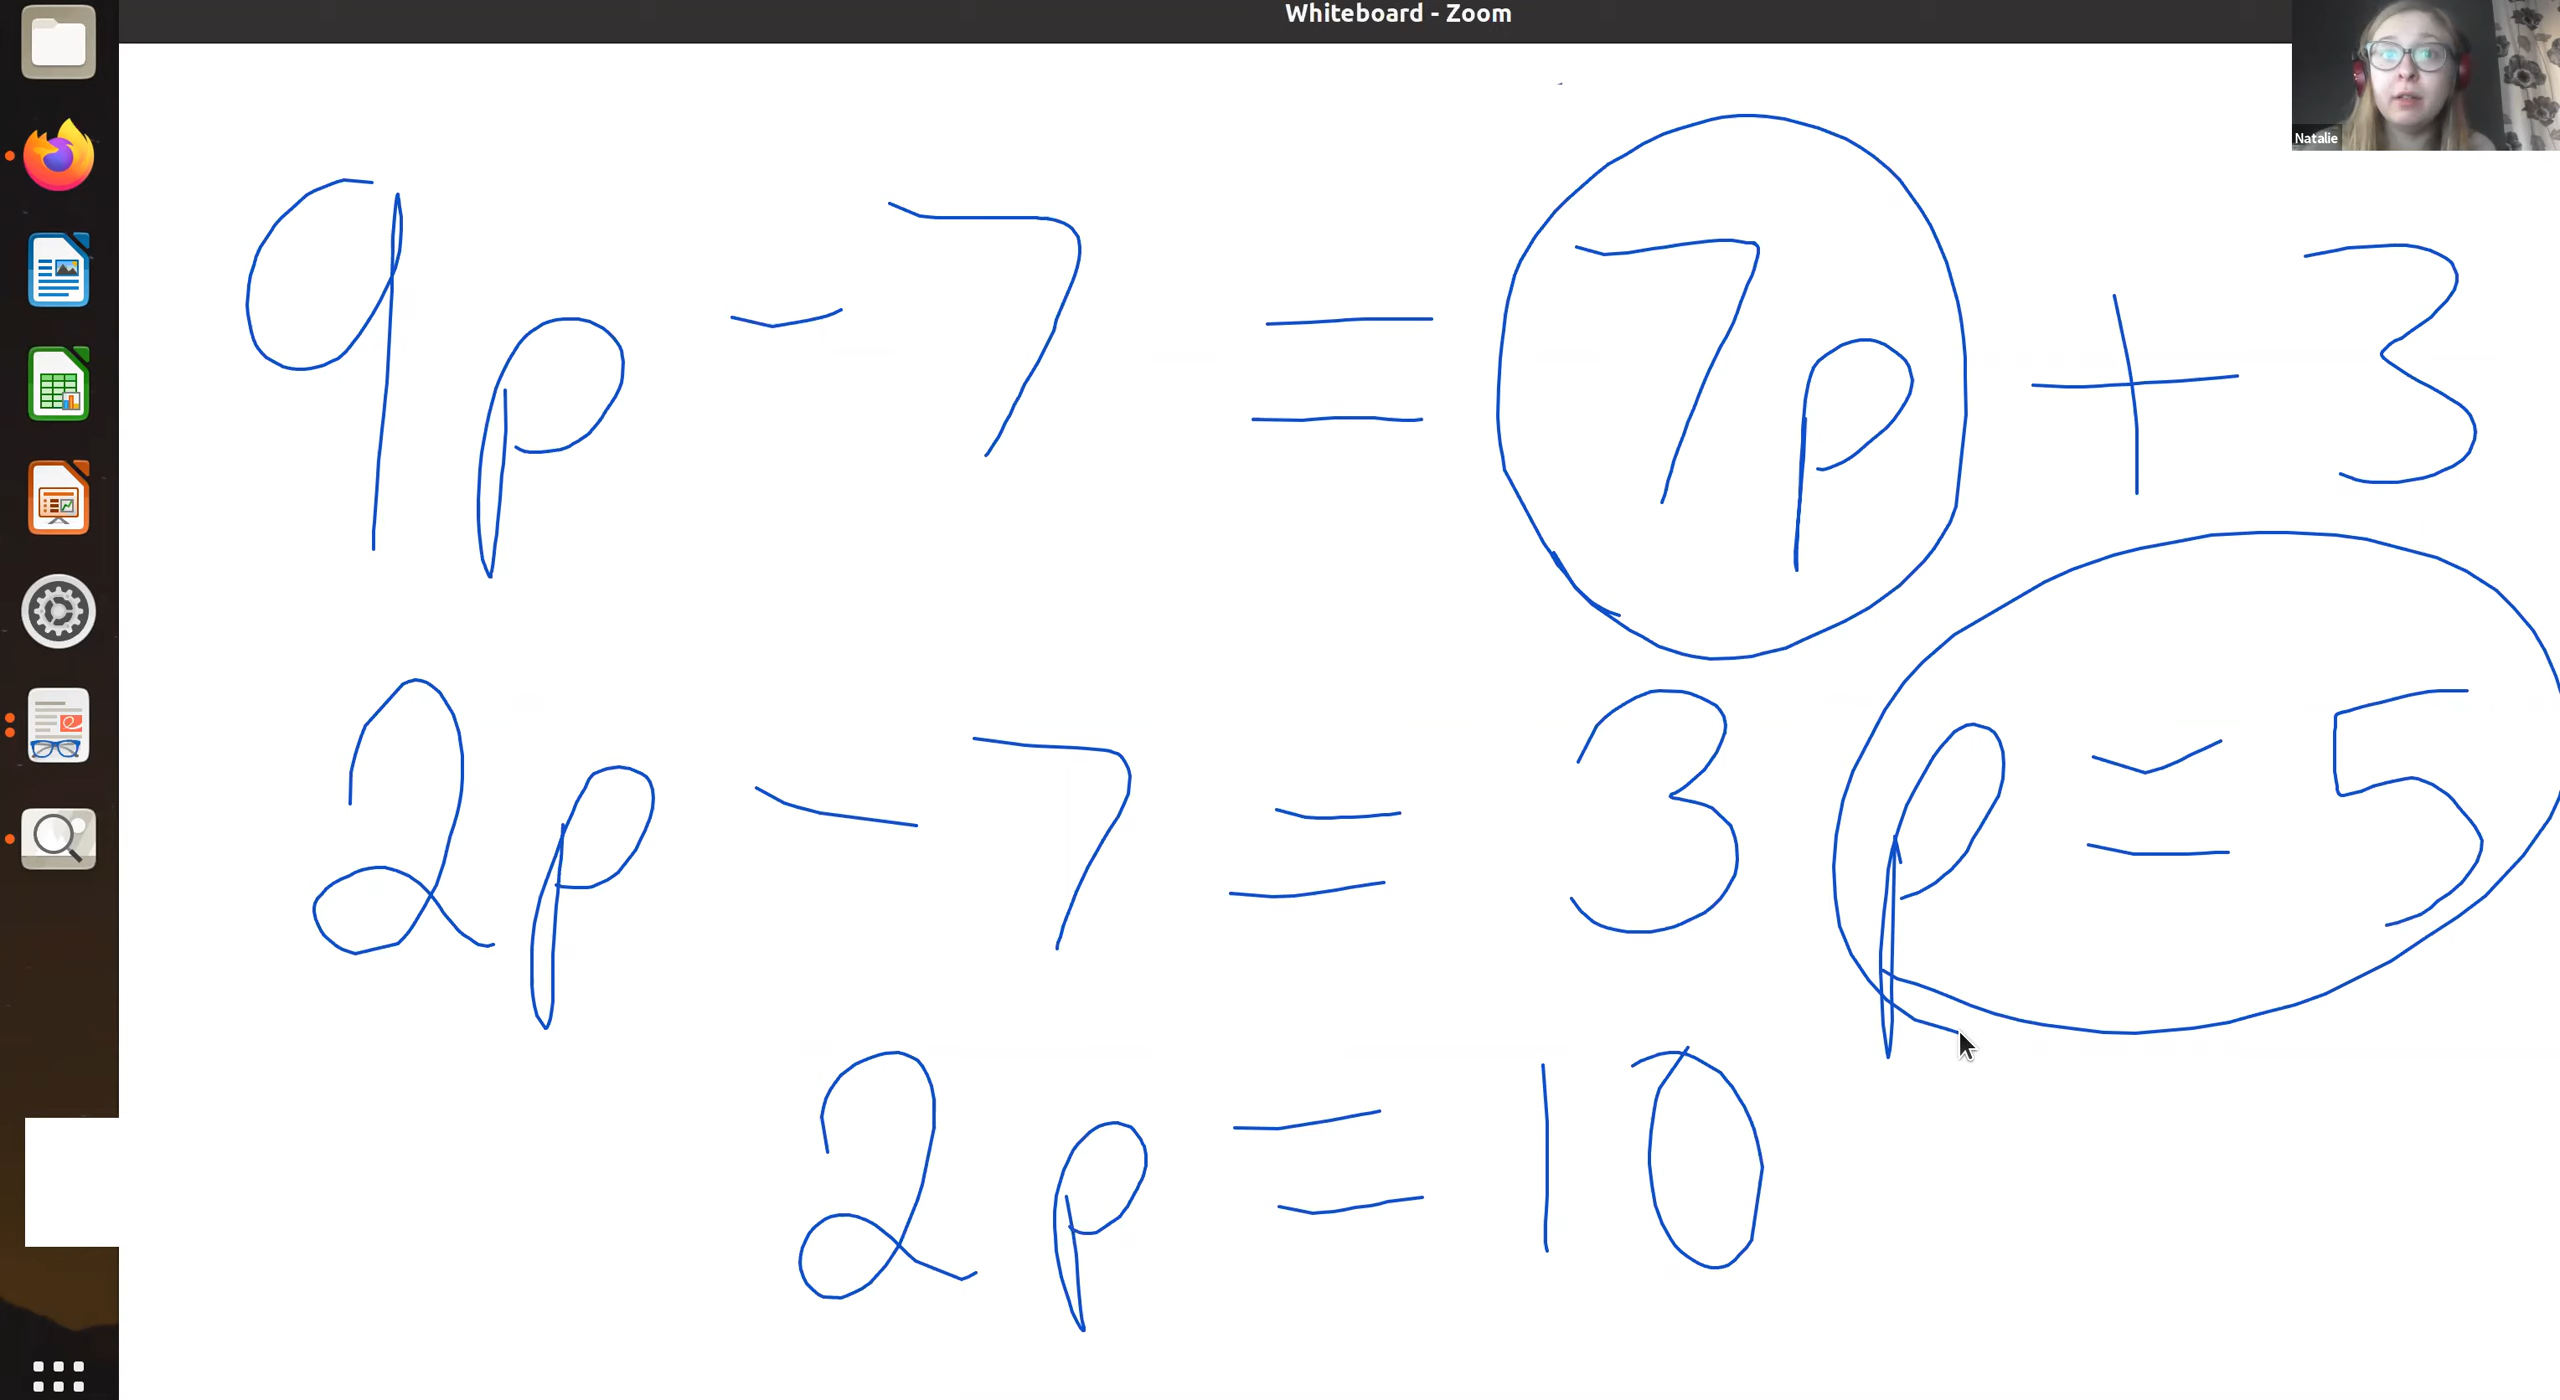 Whiteboard - Zoom
Natalie
9p - 7 = 7p + 3
2p - 7 = 3
p = 5
2p = 10